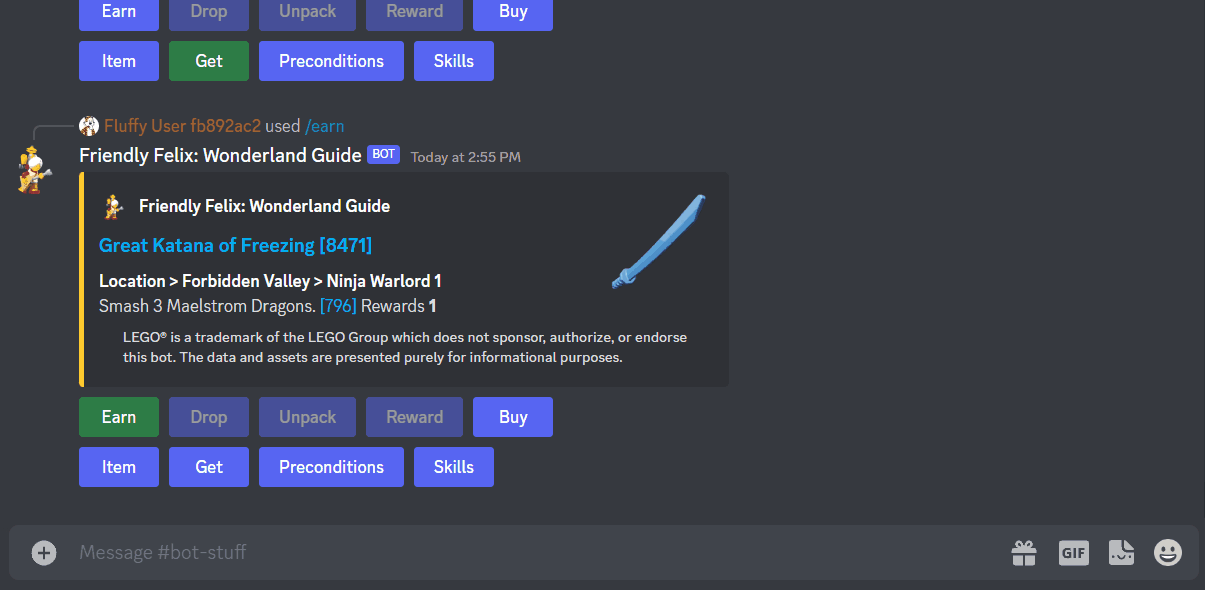 Earn Drop Unpack Reward Buy
Item Get Preconditions Skills
Fluffy User fb892ac2 used /earn
Friendly Felix: Wonderland Guide BOT Today at 2:55 PM
Friendly Felix: Wonderland Guide
Great Katana of Freezing [8471]
Location > Forbidden Valley > Ninja Warlord 1
Smash 3 Maelstrom Dragons. [796] Rewards 1
LEGO® is a trademark of the LEGO Group which does not sponsor, authorize, or endorse
this bot. The data and assets are presented purely for informational purposes.
Earn Drop Unpack Reward Buy
Item Get Preconditions Skills
Message #bot-stuff
GIF